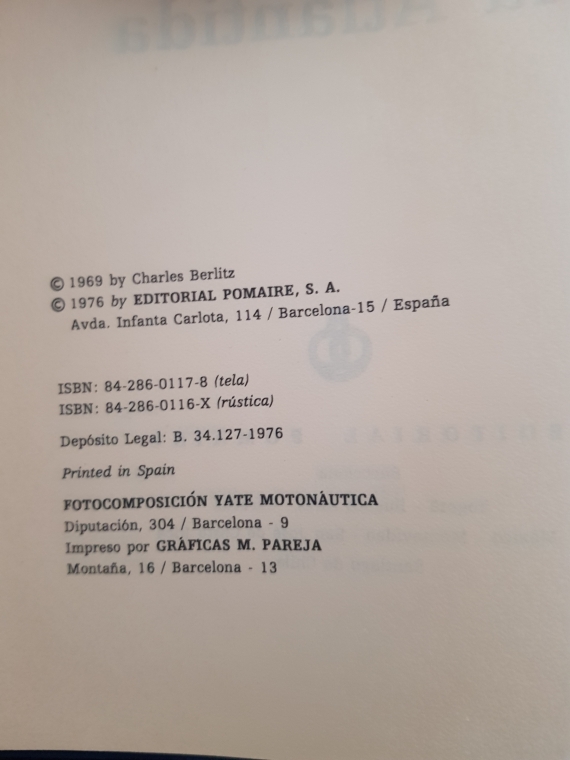 © 1969 by Charles Berlitz
© 1976 by EDITORIAL POMAIRE, S. A.
Avda. Infanta Carlota, 114 / Barcelona-15 / España
ISBN: 84-286-0117-8 (tela)
ISBN: 84-286-0116-X (rústica)
Depósito Legal: B. 34.127-1976
Printed in Spain
FOTOCOMPOSICIÓN YATE MOTONÀUTICA
Diputación, 304 / Barcelona - 9
Impreso por GRÁFICAS M. PAREJA
Montaña, 16 / Barcelona - 13